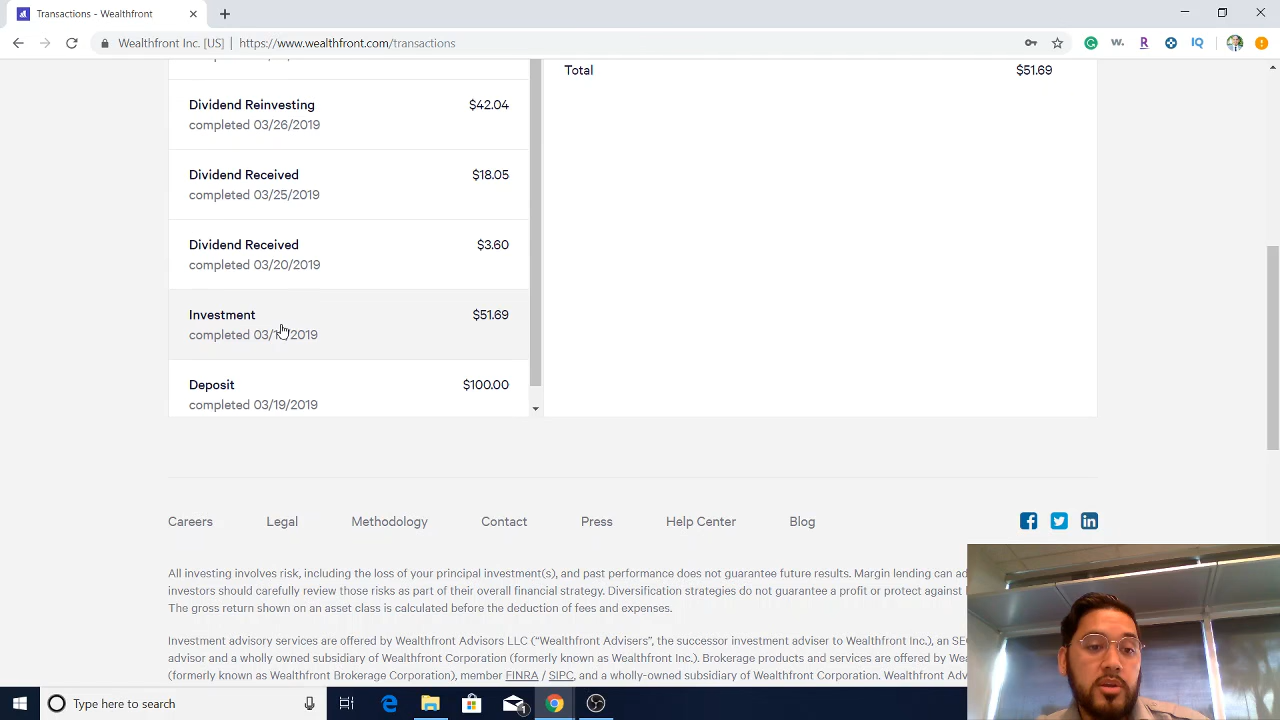 Transactions - Wealthfront
Wealthfront Inc. [US] | https://www.wealthfront.com/transactions
w.
R
IQ
Total $51.69
Dividend Reinvesting $42.04
completed 03/26/2019
Dividend Received $18.05
completed 03/25/2019
Dividend Received $3.60
completed 03/20/2019
Investment $51.69
completed 03/1 2019
Deposit $100.00
completed 03/19/2019
Careers Legal Methodology Contact Press Help Center Blog
All investing involves risk, including the loss of your principal investment(s), and past performance does not guarantee future results. Margin lending can ad
investors should carefully review those risks as part of their overall financial strategy. Diversification strategies do not guarantee a profit or protect against
The gross return shown on an asset class is calculated before the deduction of fees and expenses.
Investment advisory services are offered by Wealthfront Advisors LLC (“Wealthfront Advisers”, the successor investment adviser to Wealthfront Inc.), an SEC
advisor and a wholly owned subsidiary of Wealthfront Corporation (formerly known as Wealthfront Inc.). Brokerage products and services are offered by Wea
(formerly known as Wealthfront Brokerage Corporation), member FINRA / SIPC, and a wholly-owned subsidiary of Wealthfront Corporation. Wealthfront Adv
Type here to search